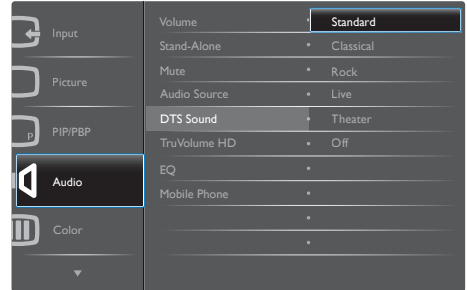 Input
Picture
p PIP/PBP
Audio
Color
Volume
Stand-Alone
Mute
Audio Source
DTS Sound
TruVolume HD
EQ
Mobile Phone
Standard
Classical
Rock
Live
Theater
Off